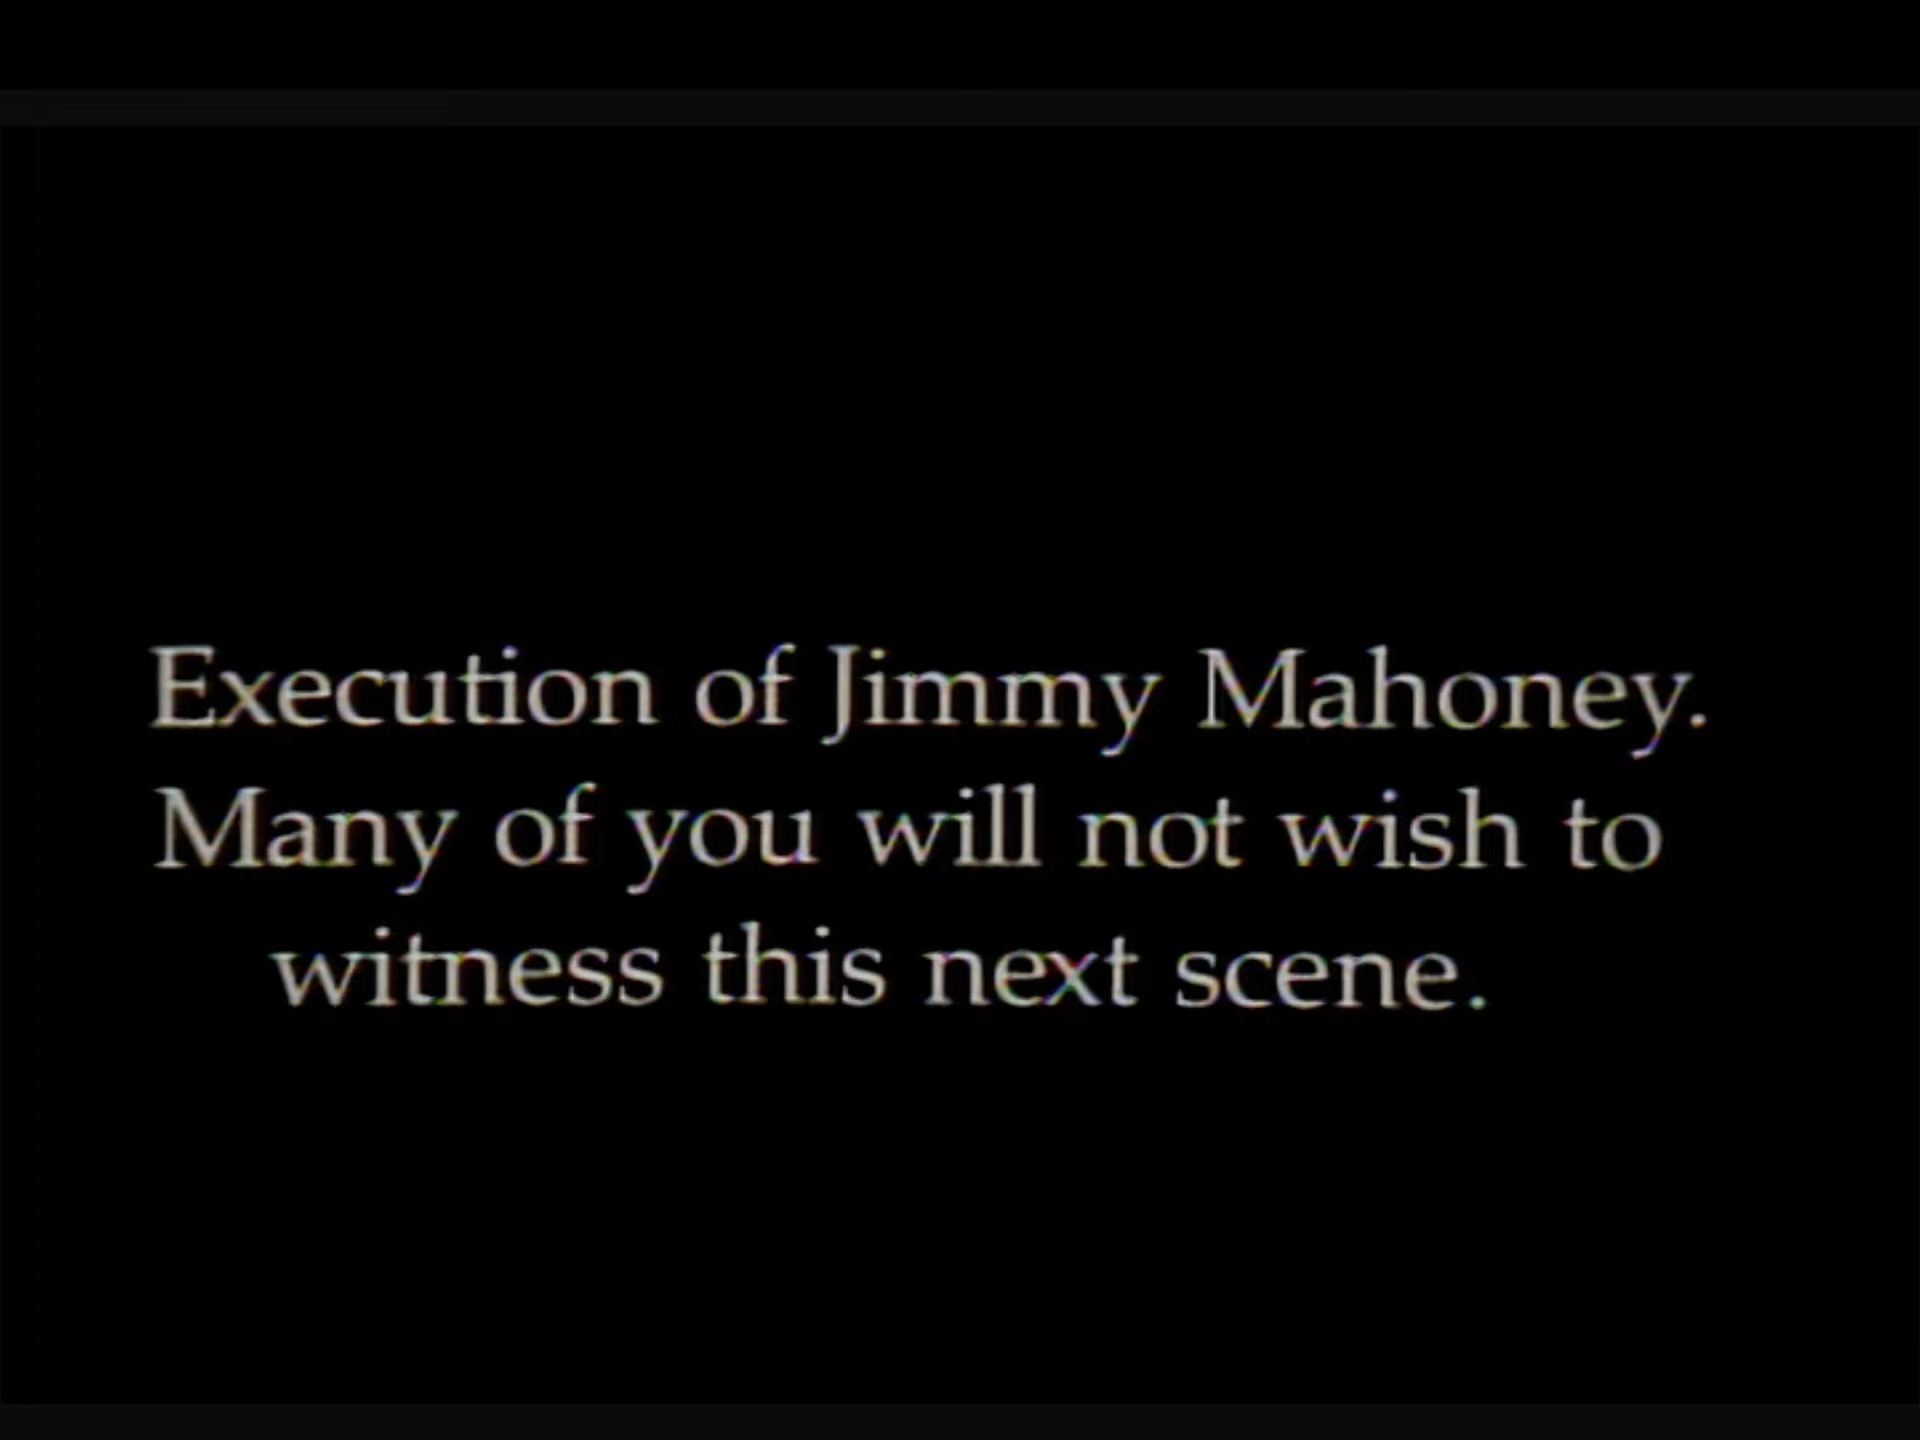 Execution of Jimmy Mahoney.
Many of you will not wish to
witness this next scene.